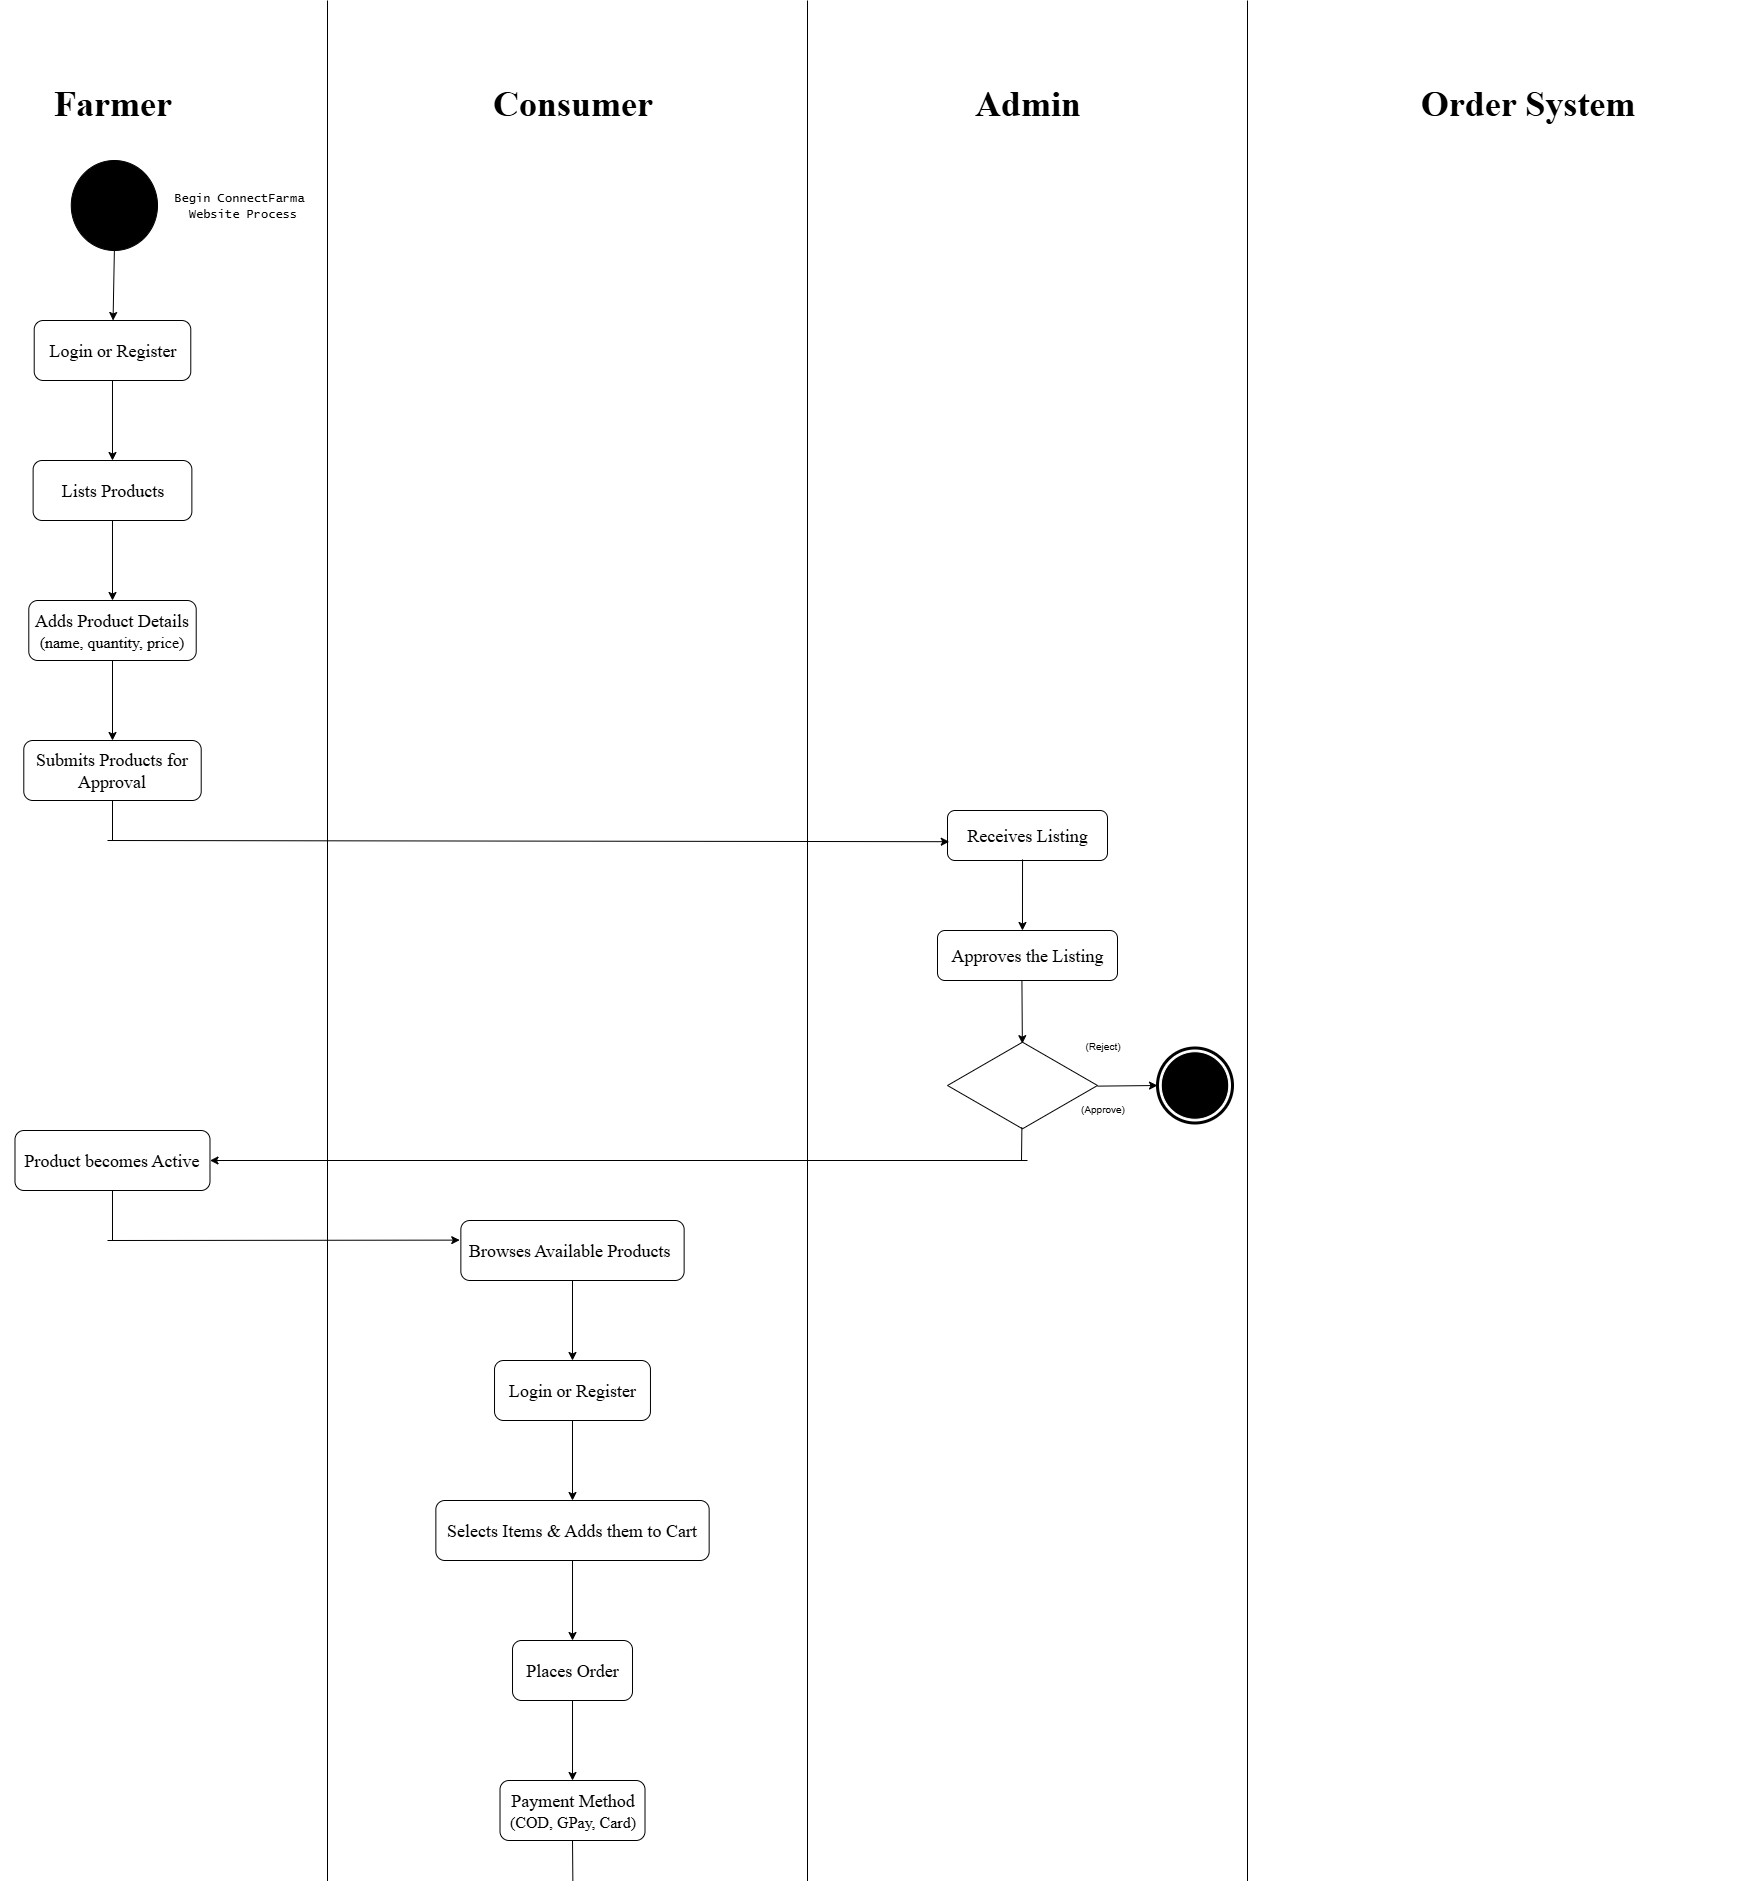 Farmer
Consumer
Admin
Order System
Begin ConnectFarma
Website Process
Login or Register
Lists Products
Adds Product Details
(name, quantity, price)
Submits Products for
Approval
Receives Listing
Approves the Listing
(Reject)
(Approve)
Product becomes Active
Browses Available Products
Login or Register
Selects Items & Adds them to Cart
Places Order
Payment Method
(COD, GPay, Card)